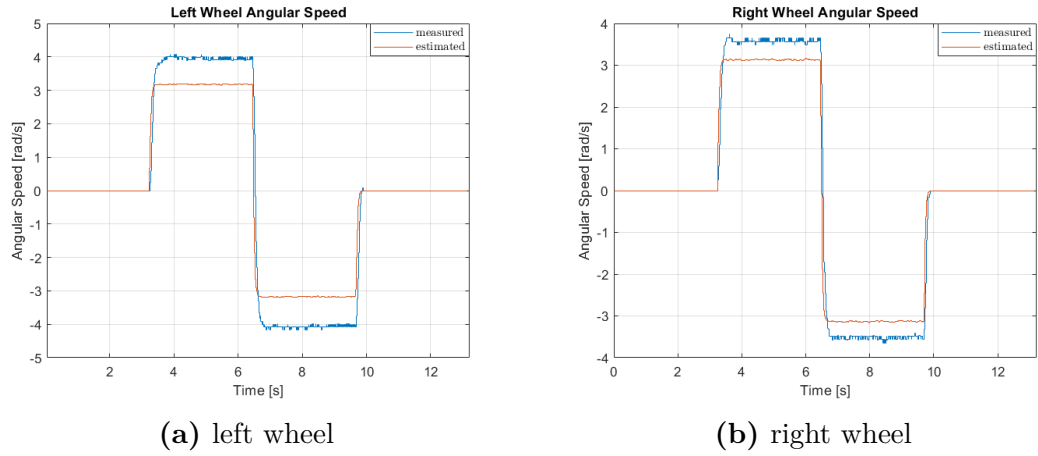 Left Wheel Angular Speed
measured
estimated
5
4
3
2
1
0
-1
-2
-3
-4
-5
Angular Speed [rad/s]
2
4
6
8
10
12
Time [s]
(a) left wheel
Right Wheel Angular Speed
measured
estimated
4
3
2
1
0
-1
-2
-3
-4
Angular Speed [rad/s]
0
2
4
6
8
10
12
Time [s]
(b) right wheel